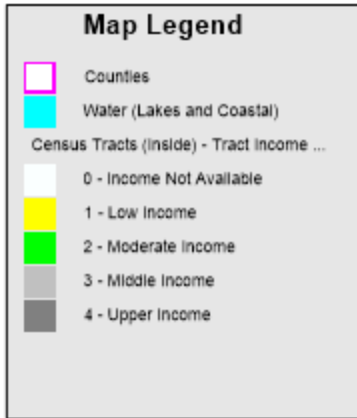 Map Legend
Counties
Water (Lakes and Coastal)
Census Tracts (Inside) - Tract Income ...
0 - Income Not Available
1 - Low Income
2 - Moderate Income
3 - Middle Income
4 - Upper Income